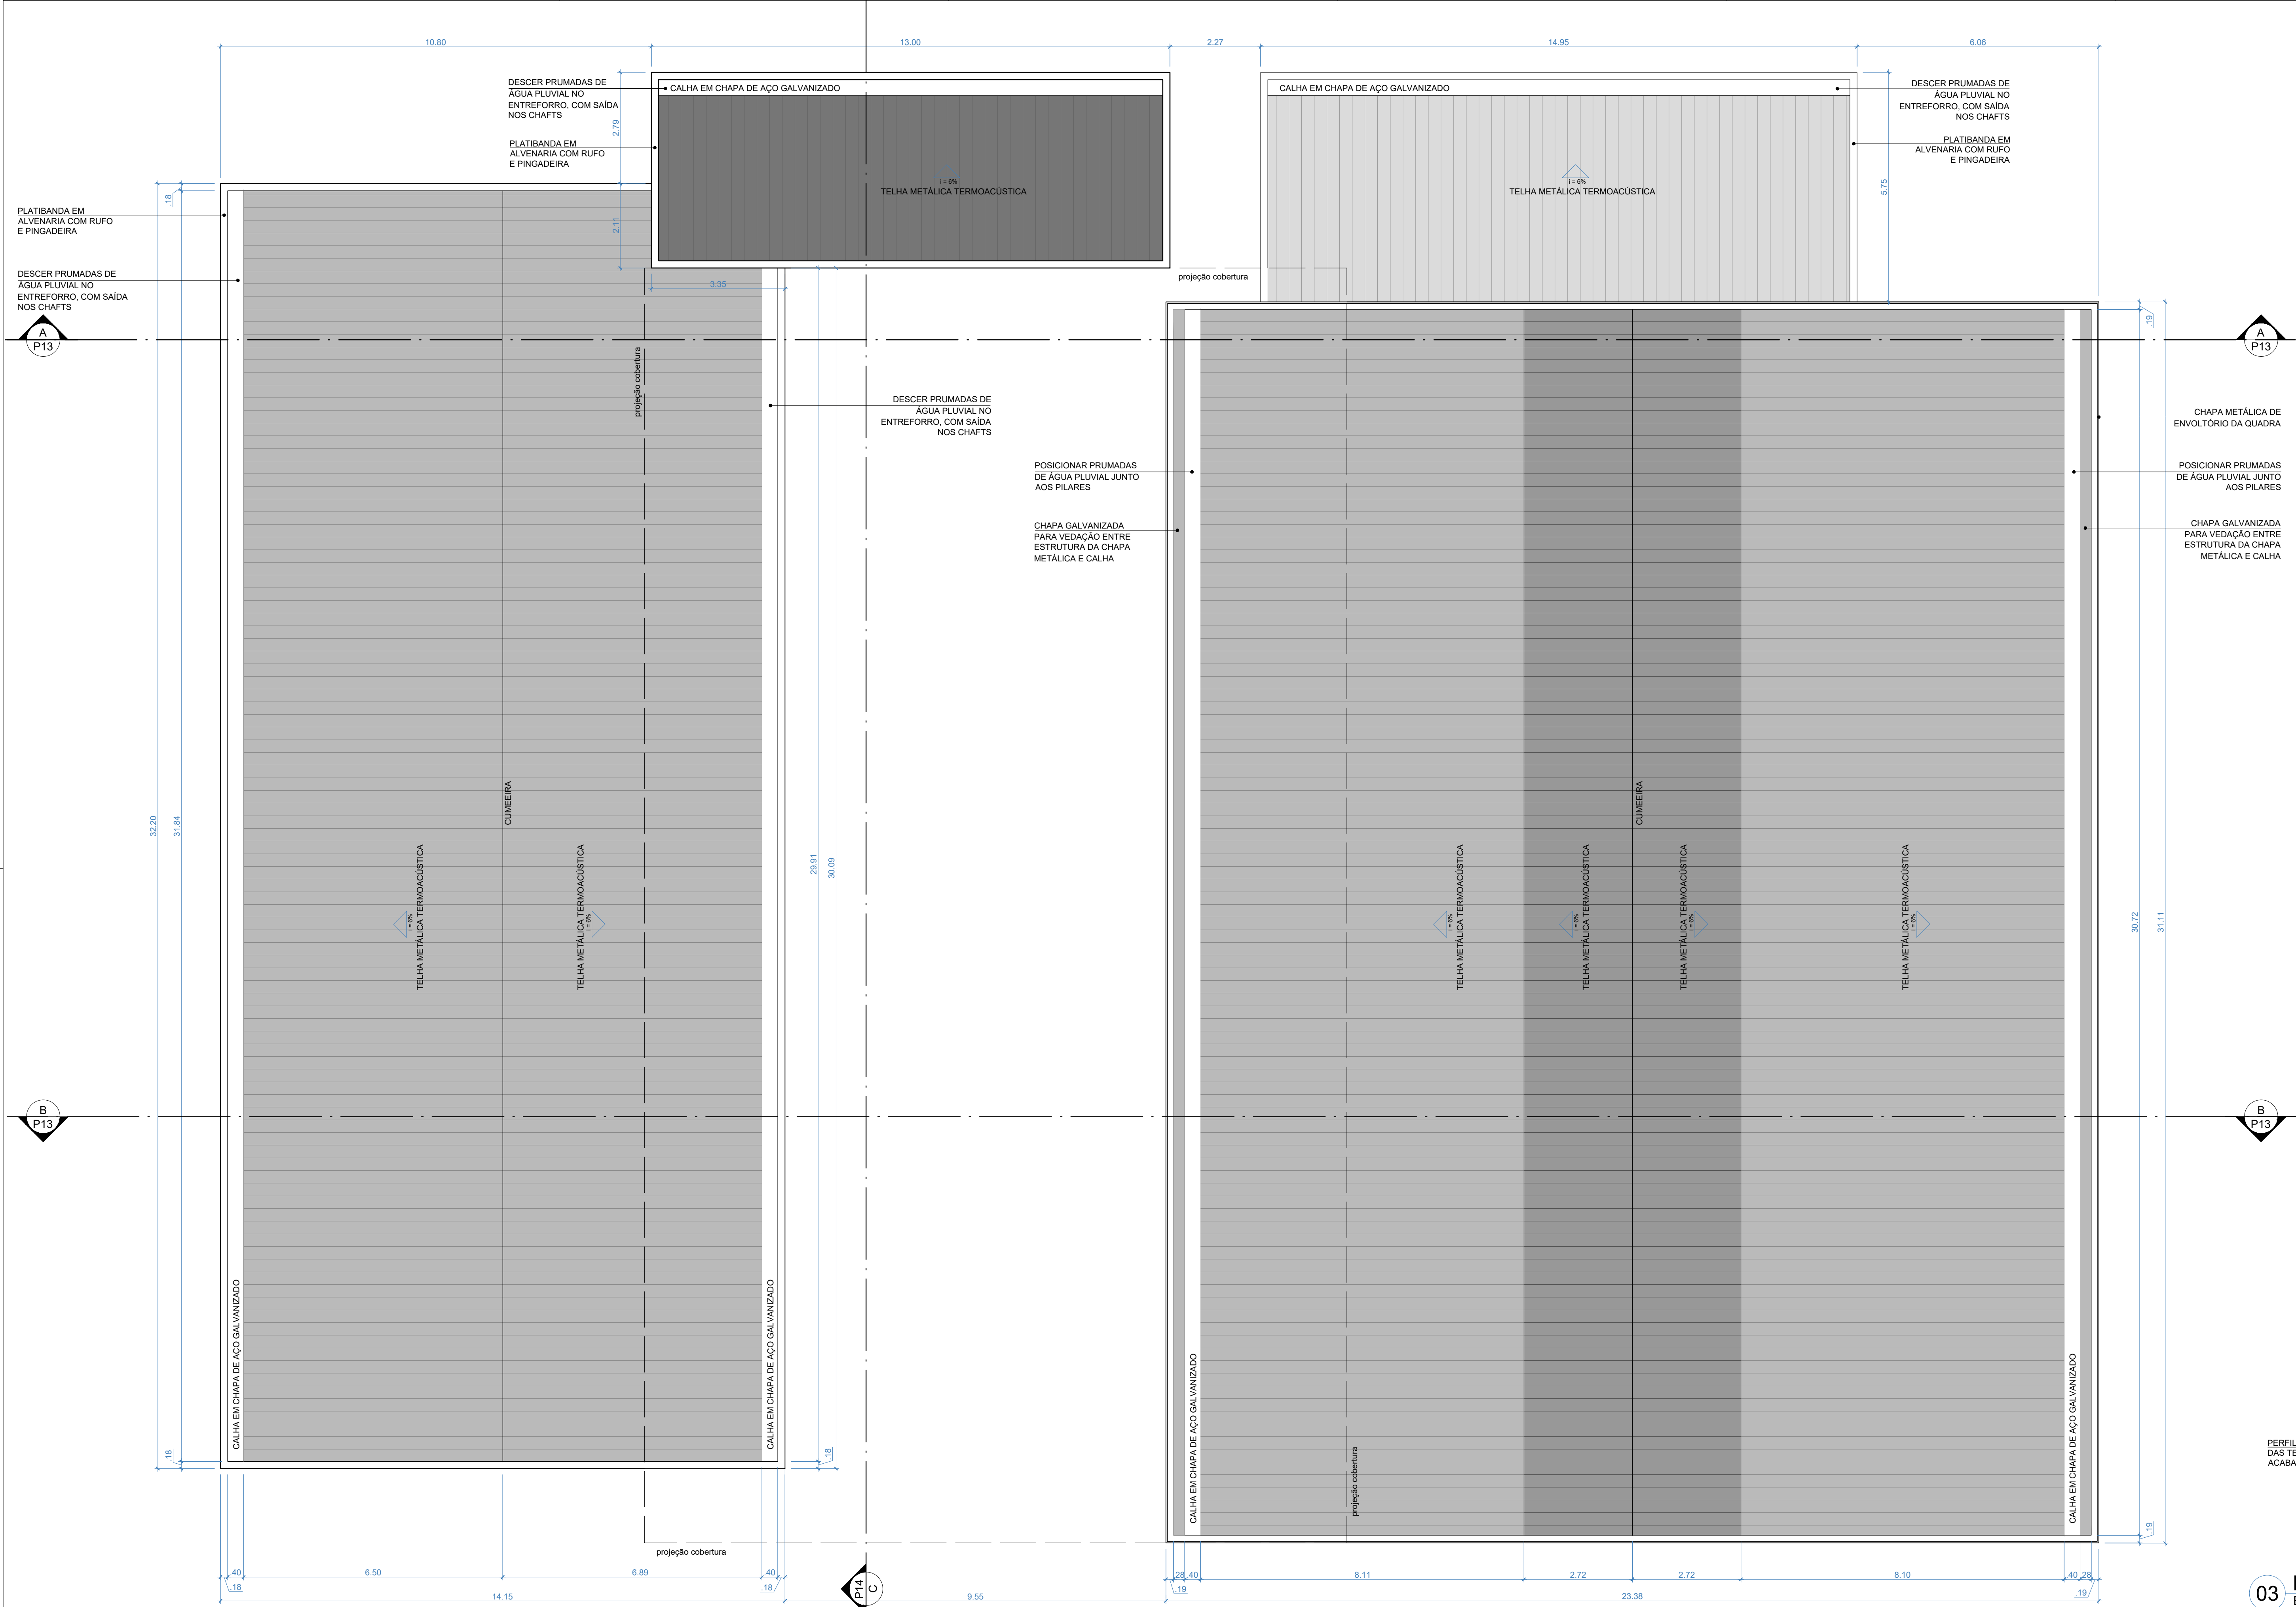 10.80
13.00
2.27
14.95
6.06
DESCER PRUMADAS DE
ÁGUA PLUVIAL NO
ENTREFORRO, COM SAÍDA
NOS CHAFTS
CALHA EM CHAPA DE AÇO GALVANIZADO
CALHA EM CHAPA DE AÇO GALVANIZADO
DESCER PRUMADAS DE
ÁGUA PLUVIAL NO
ENTREFORRO, COM SAÍDA
NOS CHAFTS
2.79
PLATIBANDA EM
ALVENARIA COM RUFO
E PINGADEIRA
PLATIBANDA EM
ALVENARIA COM RUFO
E PINGADEIRA
i = 6%
TELHA METÁLICA TERMOACÚSTICA
i = 6%
TELHA METÁLICA TERMOACÚSTICA
5.75
.18
2.11
PLATIBANDA EM
ALVENARIA COM RUFO
E PINGADEIRA
DESCER PRUMADAS DE
ÁGUA PLUVIAL NO
ENTREFORRO, COM SAÍDA
NOS CHAFTS
3.35
projeção cobertura
.19
A
P13
A
P13
projeção cobertura
DESCER PRUMADAS DE
ÁGUA PLUVIAL NO
ENTREFORRO, COM SAÍDA
NOS CHAFTS
CHAPA METÁLICA DE
ENVOLTÓRIO DA QUADRA
POSICIONAR PRUMADAS
DE ÁGUA PLUVIAL JUNTO
AOS PILARES
POSICIONAR PRUMADAS
DE ÁGUA PLUVIAL JUNTO
AOS PILARES
CHAPA GALVANIZADA
PARA VEDAÇÃO ENTRE
ESTRUTURA DA CHAPA
METÁLICA E CALHA
CHAPA GALVANIZADA
PARA VEDAÇÃO ENTRE
ESTRUTURA DA CHAPA
METÁLICA E CALHA
32.20
31.84
CUMEEIRA
CUMEEIRA
29.91
30.09
TELHA METÁLICA TERMOACÚSTICA
i = 6%
TELHA METÁLICA TERMOACÚSTICA
i = 6%
TELHA METÁLICA TERMOACÚSTICA
i = 6%
TELHA METÁLICA TERMOACÚSTICA
i = 6%
TELHA METÁLICA TERMOACÚSTICA
i = 6%
TELHA METÁLICA TERMOACÚSTICA
i = 6%
30.72
31.11
B
P13
B
P13
CALHA EM CHAPA DE AÇO GALVANIZADO
CALHA EM CHAPA DE AÇO GALVANIZADO
CALHA EM CHAPA DE AÇO GALVANIZADO
CALHA EM CHAPA DE AÇO GALVANIZADO
projeção cobertura
.18
.18
.19
PERFIL
DAS TE
ACABA
projeção cobertura
.40
6.50
6.89
.40
.18
.18
14.15
P14
C
9.55
.28
.40
8.11
2.72
2.72
8.10
.40
.28
.19
.19
23.38
03